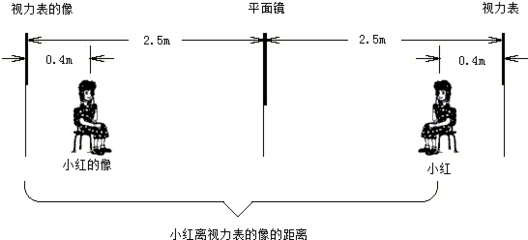 视力表的像
平面镜
视力表
2.5m
2.5m
0.4m
0.4m
小红的像
小红
小红离视力表的像的距离